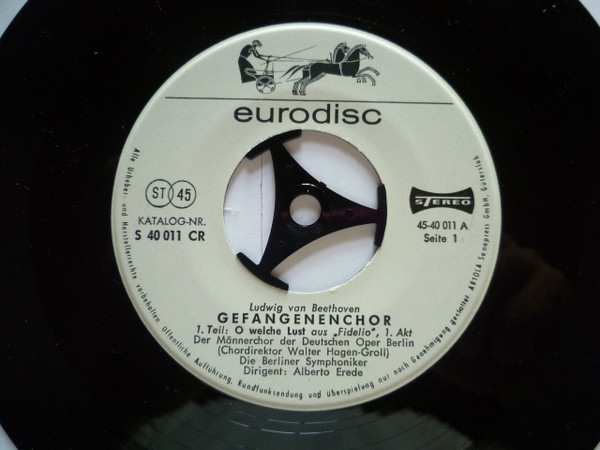 eurodisc
ST 45
KATALOG-NR.
S 40 011 CR
STEREO
45-40 011 A
Seite 1
Ludwig van Beethoven
GEFANGENENCHOR
1. Teil: O welche Lust aus „Fidelio", 1. Akt
Der Männerchor der Deutschen Oper Berlin
(Chordirektor Walter Hagen-Groll)
Die Berliner Symphoniker
Dirigent: Alberto Erede
Alle Urheber- und Herstellerrechte vorbehalten. öffentliche Aufführung, Rundfunksendung und überspielung nur nach Genehmigung gestattet. ARIOLA Sonopress GmbH, Gütersloh